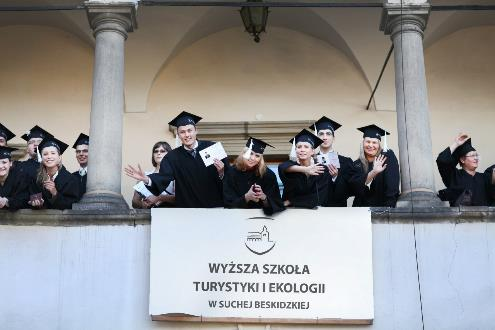 WYŻSZA SZKOŁA
TURYSTYKI I EKOLOGII
W SUCHEJ BESKIDZKIEJ